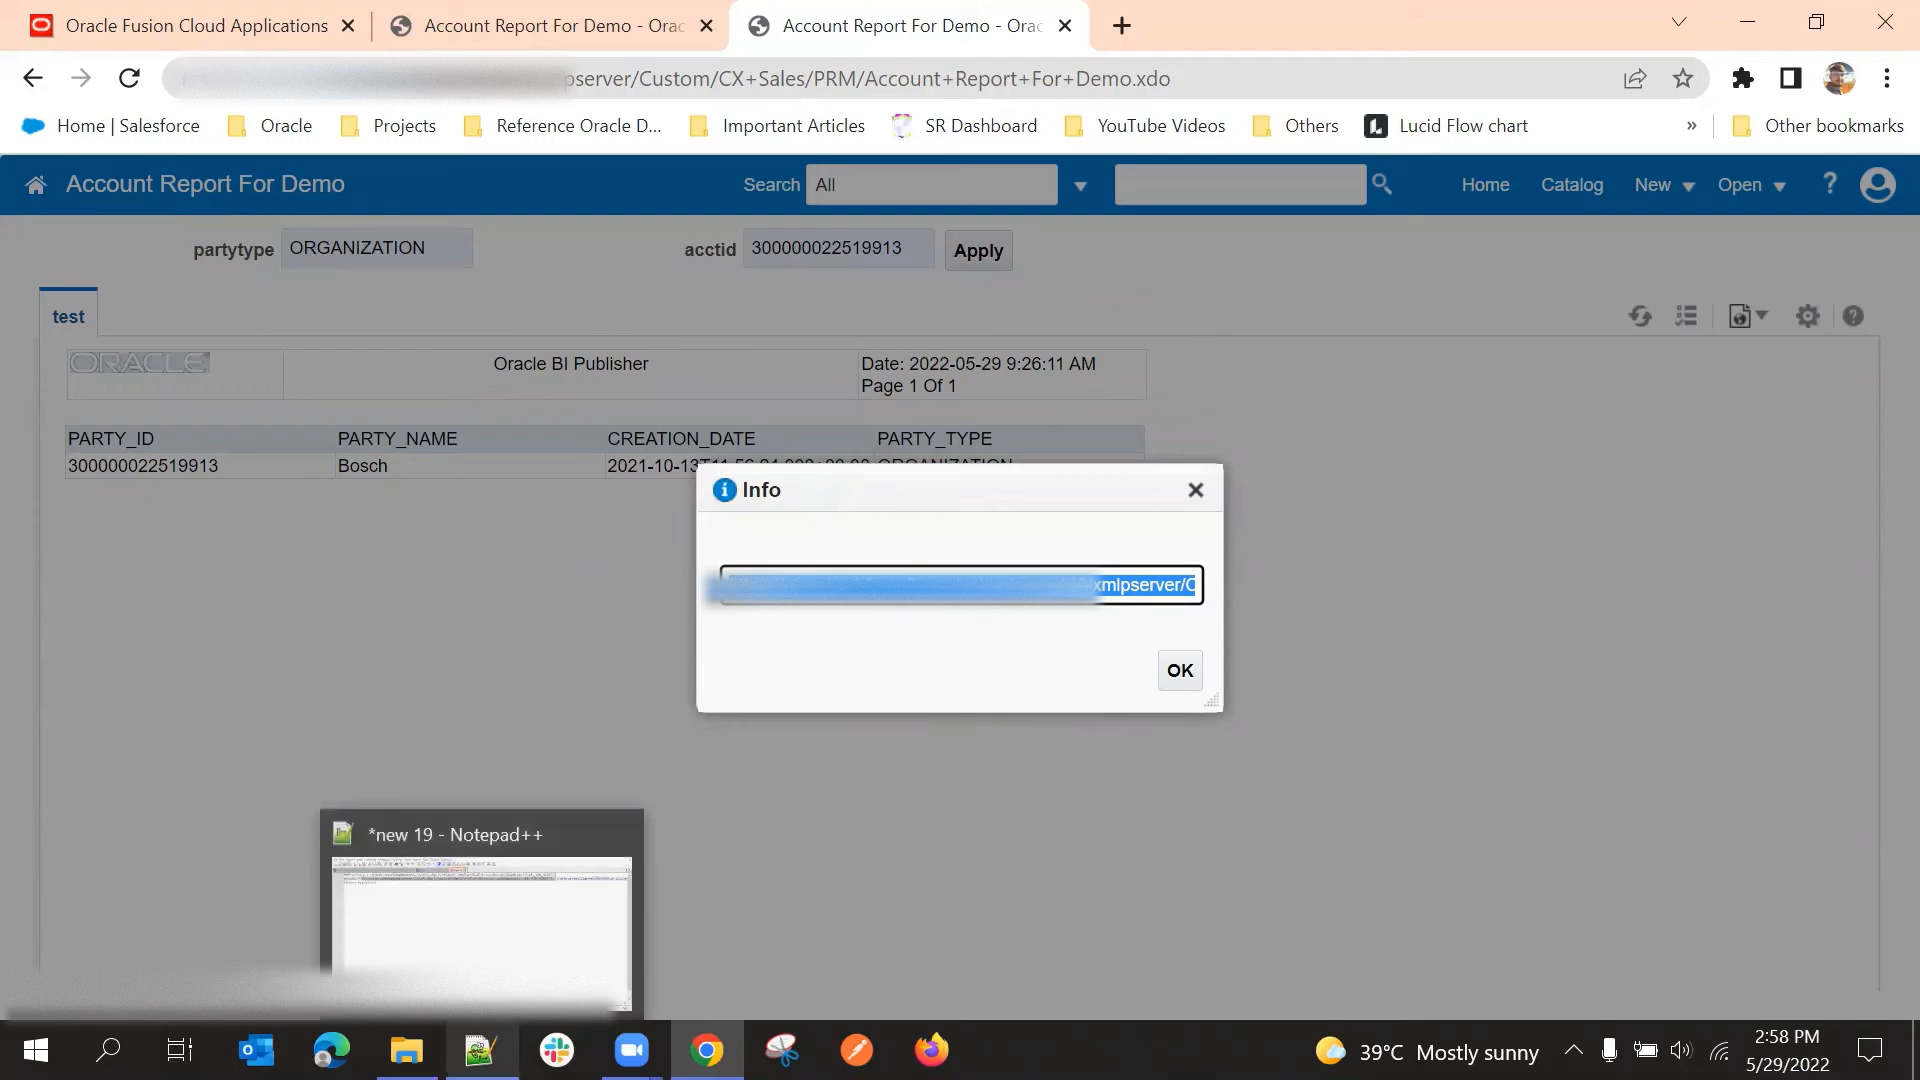 Oracle Fusion Cloud Applications
Account Report For Demo - Orac
Account Report For Demo - Orac
pserver/Custom/CX+Sales/PRM/Account+Report+For+Demo.xdo
Home | Salesforce
Oracle
Projects
Reference Oracle D...
Important Articles
SR Dashboard
YouTube Videos
Others
L Lucid Flow chart
»
Other bookmarks
Account Report For Demo
Search All
Home
Catalog
New
Open
?
partytype ORGANIZATION
acctid 300000022519913
Apply
test
ORACLE
Oracle BI Publisher
Date: 2022-05-29 9:26:11 AM
Page 1 Of 1
PARTY_ID PARTY_NAME CREATION_DATE PARTY_TYPE
300000022519913 Bosch
i Info
xmlpserver/C
OK
*new 19 - Notepad++
39°C Mostly sunny
2:58 PM
5/29/2022